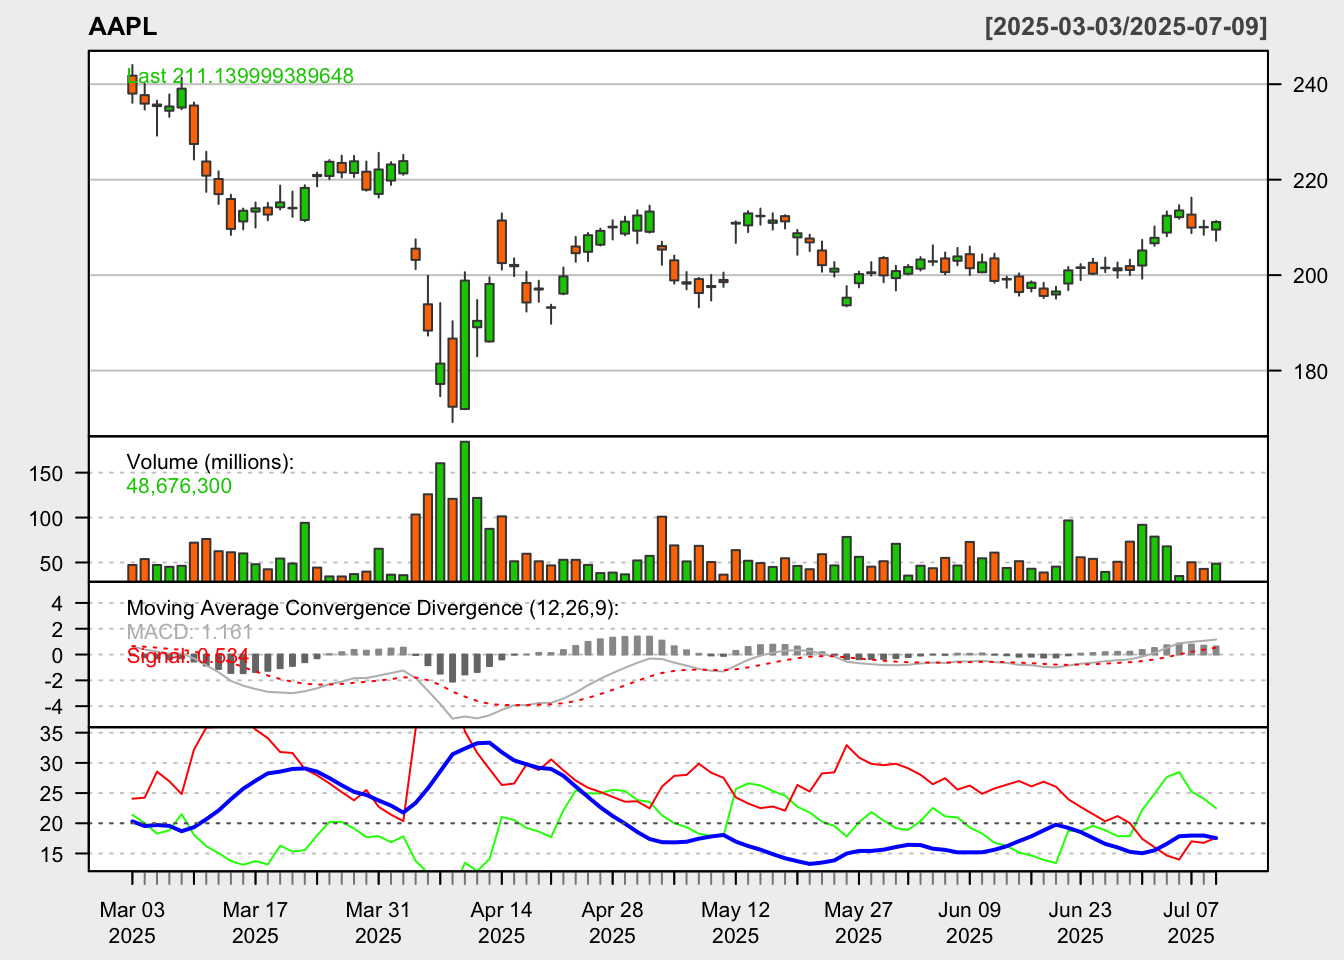 AAPL [2025-03-03/2025-07-09]
Last 211.139999389648
240
220
200
180
Volume (millions):
48,676,300
150
100
50
Moving Average Convergence Divergence (12,26,9):
MACD: 1.161
Signal: 0.534
4
2
0
-2
-4
35
30
25
20
15
Mar 03 Mar 17 Mar 31 Apr 14 Apr 28 May 12 May 27 Jun 09 Jun 23 Jul 07
2025 2025 2025 2025 2025 2025 2025 2025 2025 2025